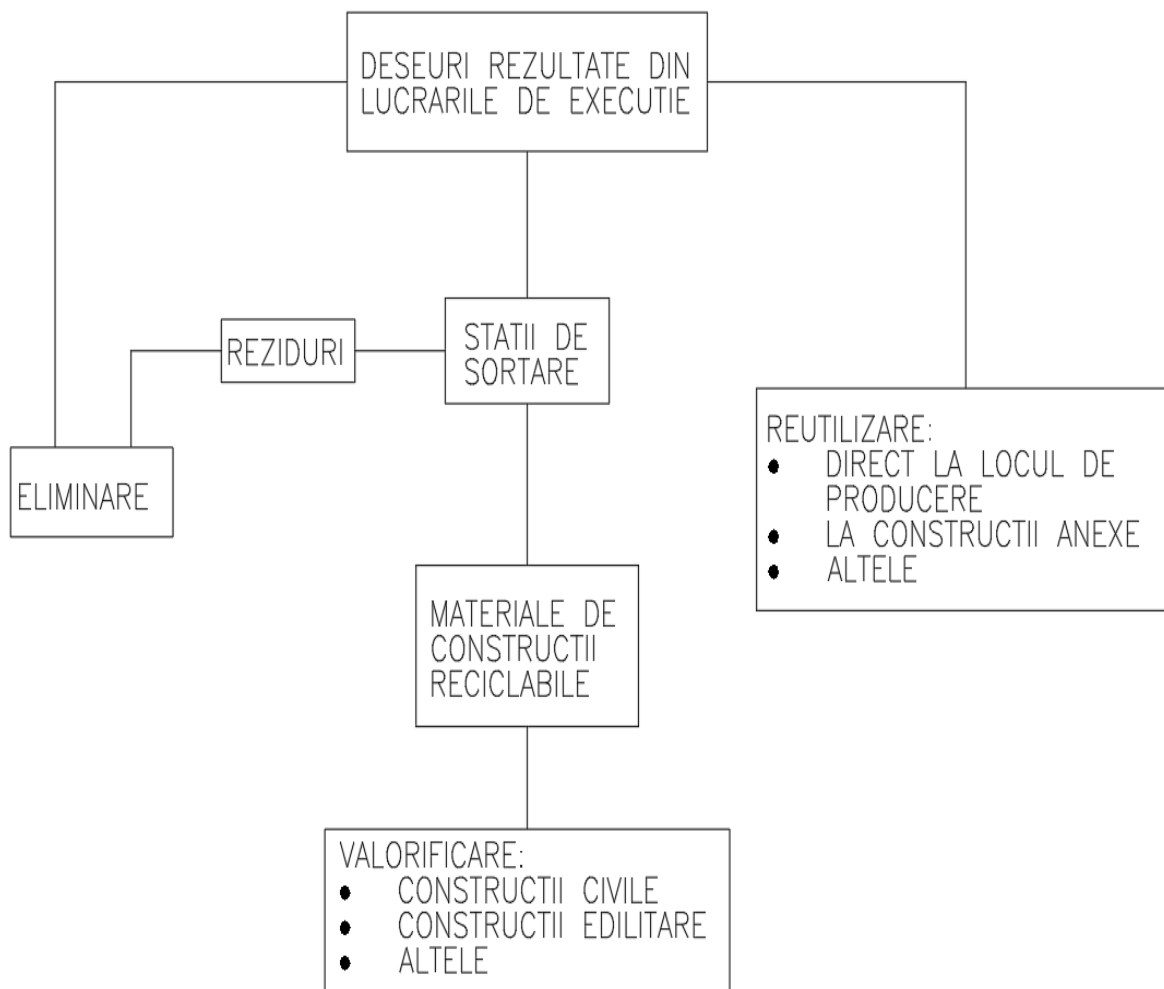 DESEURI REZULTATE DIN
LUCRARILE DE EXECUTIE
REZIDURI
STATII DE
SORTARE
ELIMINARE
REUTILIZARE:
● DIRECT LA LOCUL DE
PRODUCERE
● LA CONSTRUCTII ANEXE
● ALTELE
MATERIALE DE
CONSTRUCTII
RECICLABILE
VALORIFICARE:
● CONSTRUCTII CIVILE
● CONSTRUCTII EDILITARE
● ALTELE